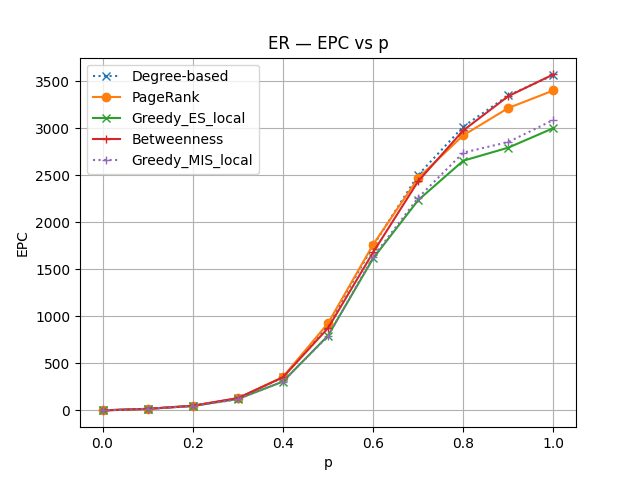 ER — EPC vs p
Degree-based
PageRank
Greedy_ES_local
Betweenness
Greedy_MIS_local
3500
3000
2500
2000
1500
1000
500
0
EPC
0.0 0.2 0.4 0.6 0.8 1.0
p